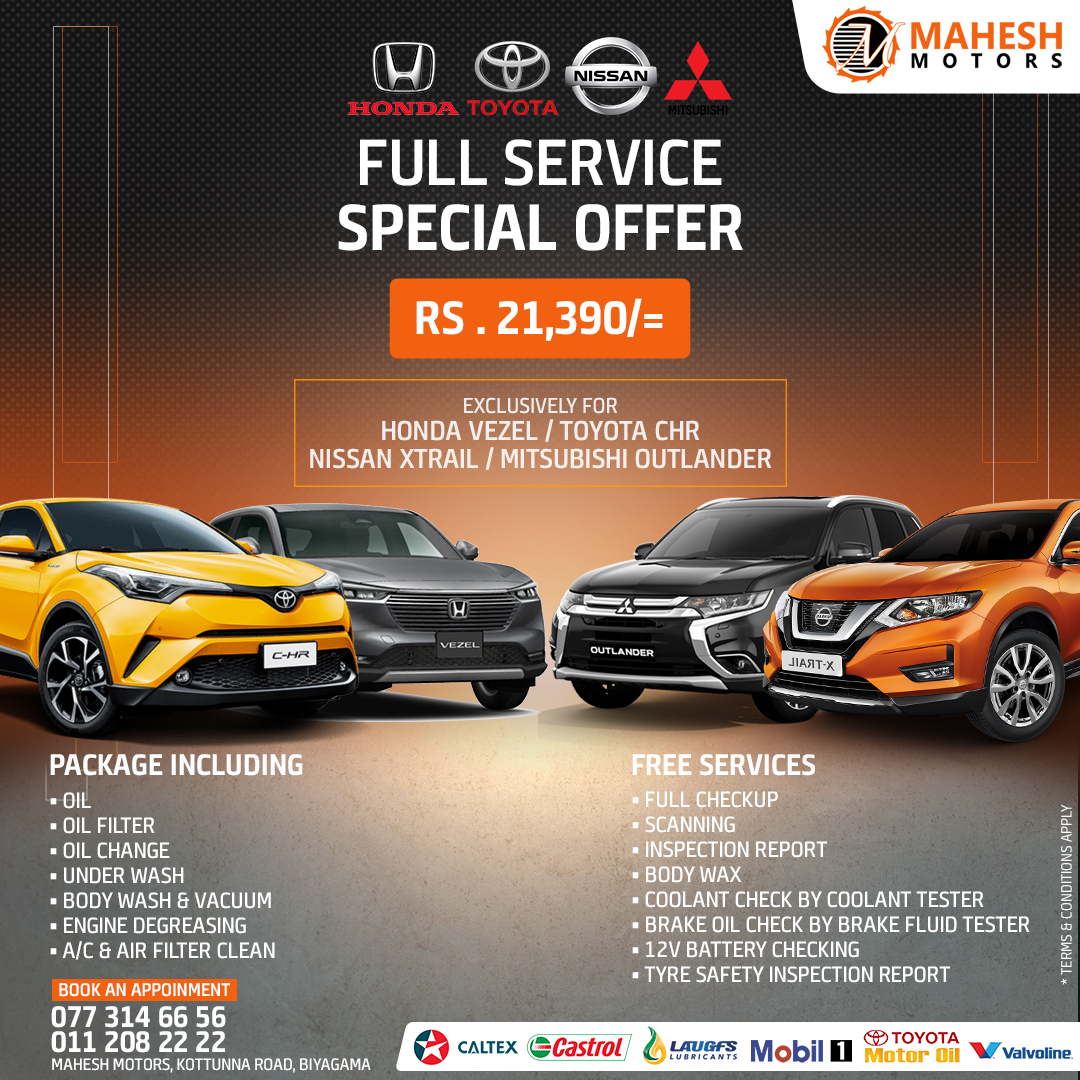 MAHESH
MOTORS
HONDA
TOYOTA
NISSAN
MITSUBISHI
FULL SERVICE
SPECIAL OFFER
RS . 21,390/=
EXCLUSIVELY FOR
HONDA VEZEL / TOYOTA CHR
NISSAN XTRAIL / MITSUBISHI OUTLANDER
C-HR
VEZEL
OUTLANDER
NISSAN
X-TRAIL
PACKAGE INCLUDING
▪ OIL
▪ OIL FILTER
▪ OIL CHANGE
▪ UNDER WASH
▪ BODY WASH & VACUUM
▪ ENGINE DEGREASING
▪ A/C & AIR FILTER CLEAN
FREE SERVICES
▪ FULL CHECKUP
▪ SCANNING
▪ INSPECTION REPORT
▪ BODY WAX
▪ COOLANT CHECK BY COOLANT TESTER
▪ BRAKE OIL CHECK BY BRAKE FLUID TESTER
▪ 12V BATTERY CHECKING
▪ TYRE SAFETY INSPECTION REPORT
* TERMS & CONDITIONS APPLY
BOOK AN APPOINMENT
077 314 66 56
011 208 22 22
MAHESH MOTORS, KOTTUNNA ROAD, BIYAGAMA
CALTEX
Castrol
LAUGFS
LUBRICANTS
Mobil 1
TOYOTA
Motor Oil
Valvoline